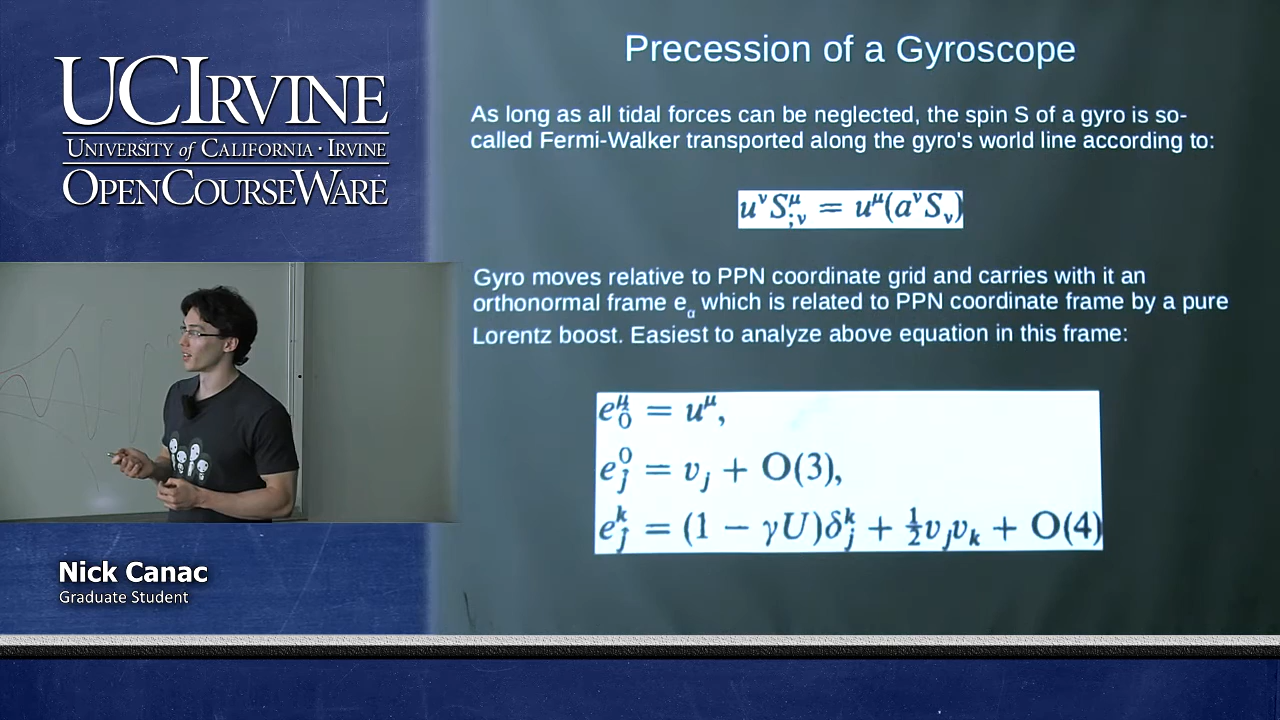 UCIRVINE
UNIVERSITY of CALIFORNIA · IRVINE
OPENCOURSEWARE
Precession of a Gyroscope
As long as all tidal forces can be neglected, the spin S of a gyro is so-
called Fermi-Walker transported along the gyro's world line according to:
u^ν S^μ_{;ν} = u^μ(a^ν S_ν)
Gyro moves relative to PPN coordinate grid and carries with it an
orthonormal frame e_α which is related to PPN coordinate frame by a pure
Lorentz boost. Easiest to analyze above equation in this frame:
e^μ_0 = u^μ,
e^0_j = v_j + O(3),
e^k_j = (1 − γU)δ^k_j + ½v_jv_k + O(4)
Nick Canac
Graduate Student